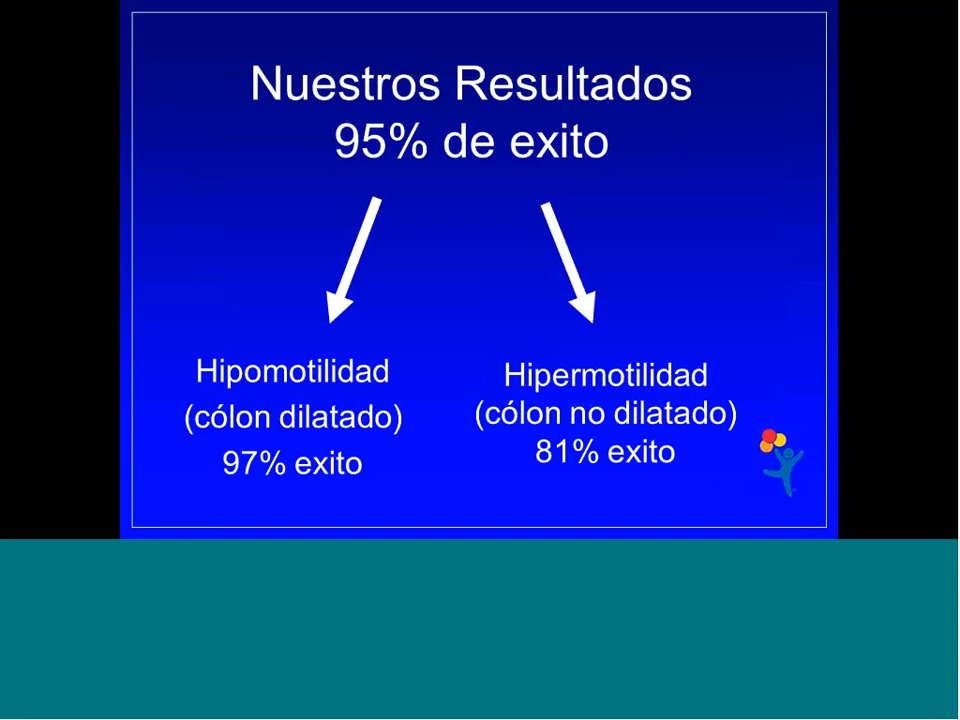 Nuestros Resultados
95% de exito
Hipomotilidad
(cólon dilatado)
97% exito
Hipermotilidad
(cólon no dilatado)
81% exito